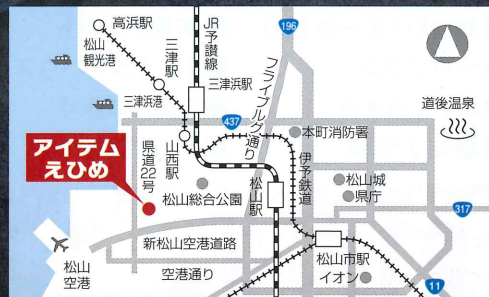 高浜駅
松山
観光港
三津駅
三津浜港
JR予讃線
三津浜駅
フライブルグ通り
196
437
道後温泉
本町消防署
アイテム
えひめ
県道22号
山西駅
松山総合公園
松山駅
伊予鉄道
松山城
県庁
317
新松山空港道路
松山
空港
空港通り
松山市駅
イオン
11